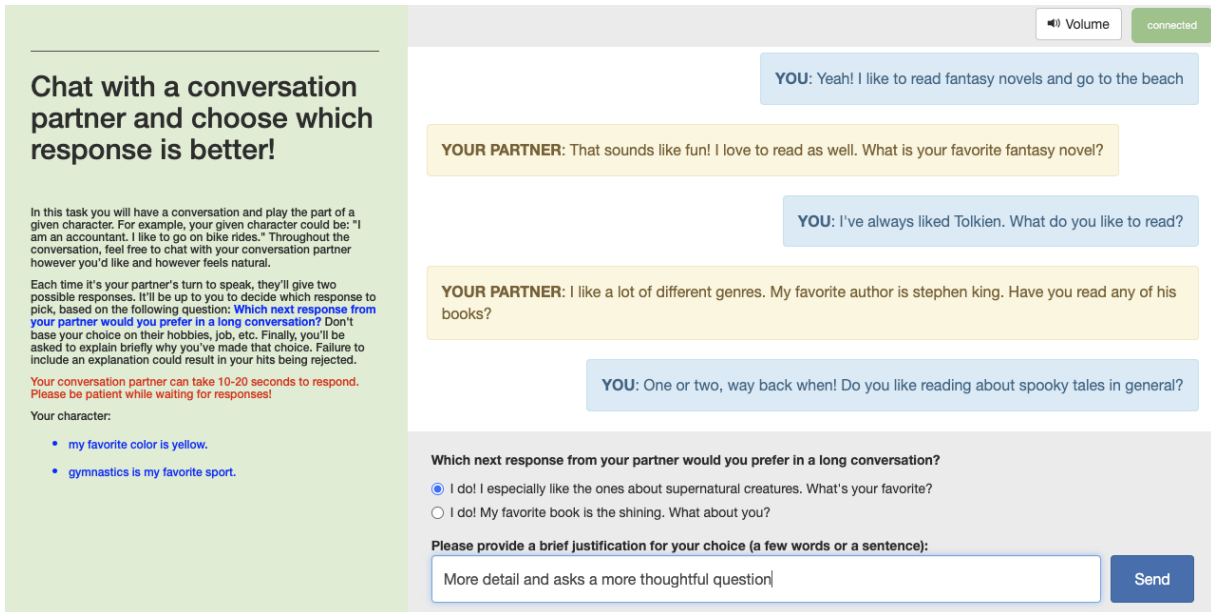 Volume
connected
Chat with a conversation
partner and choose which
response is better!
In this task you will have a conversation and play the part of a
given character. For example, your given character could be: "I
am an accountant. I like to go on bike rides." Throughout the
conversation, feel free to chat with your conversation partner
however you'd like and however feels natural.
Each time it's your partner's turn to speak, they'll give two
possible responses. It'll be up to you to decide which response to
pick, based on the following question: Which next response from
your partner would you prefer in a long conversation? Don't
base your choice on their hobbies, job, etc. Finally, you'll be
asked to explain briefly why you've made that choice. Failure to
include an explanation could result in your hits being rejected.
Your conversation partner can take 10-20 seconds to respond.
Please be patient while waiting for responses!
Your character:
my favorite color is yellow.
gymnastics is my favorite sport.
YOU: Yeah! I like to read fantasy novels and go to the beach
YOUR PARTNER: That sounds like fun! I love to read as well. What is your favorite fantasy novel?
YOU: I've always liked Tolkien. What do you like to read?
YOUR PARTNER: I like a lot of different genres. My favorite author is stephen king. Have you read any of his
books?
YOU: One or two, way back when! Do you like reading about spooky tales in general?
Which next response from your partner would you prefer in a long conversation?
I do! I especially like the ones about supernatural creatures. What's your favorite?
I do! My favorite book is the shining. What about you?
Please provide a brief justification for your choice (a few words or a sentence):
More detail and asks a more thoughtful question
Send